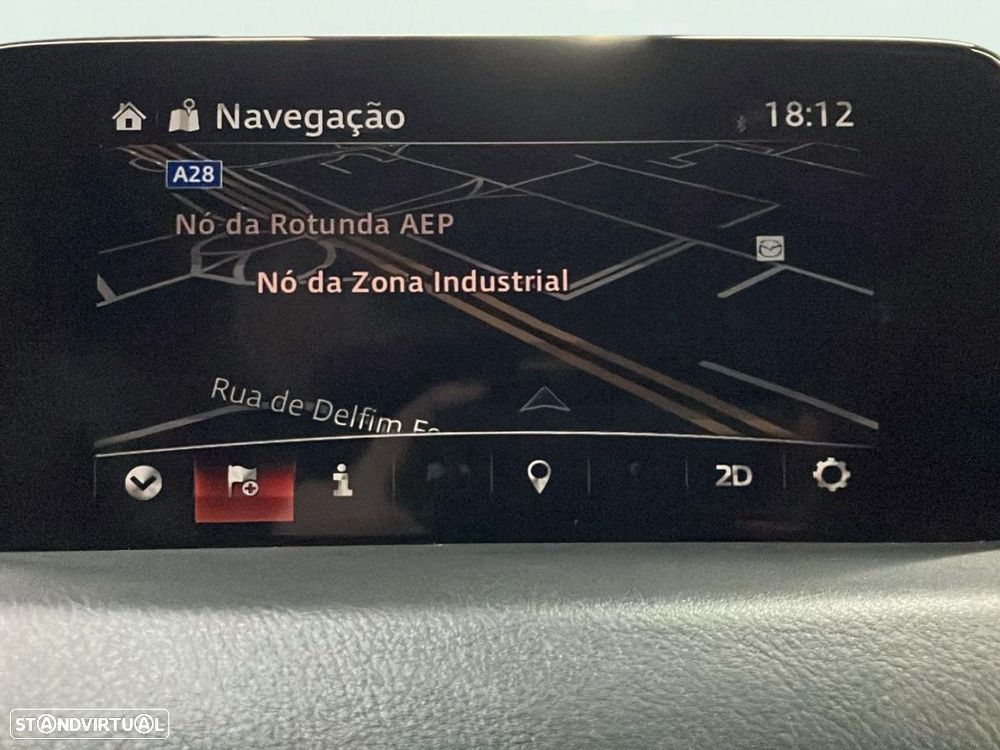 Navegação
18:12
A28
Nó da Rotunda AEP
Nó da Zona Industrial
Rua de Delfim
2D
STANDVIRTUAL